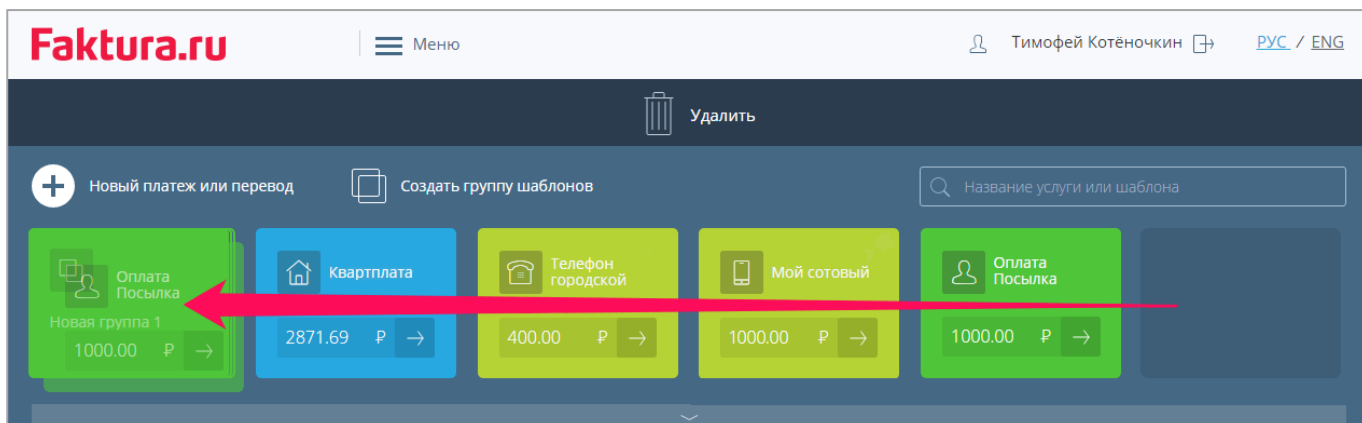 Faktura.ru
Меню
Тимофей Котёночкин
РУС / ENG
Удалить
Новый платеж или перевод
Создать группу шаблонов
Название услуги или шаблона
Оплата
Посылка
Новая группа 1
1000.00 ₽
Квартплата
2871.69 ₽
Телефон
городской
400.00 ₽
Мой сотовый
1000.00 ₽
Оплата
Посылка
1000.00 ₽